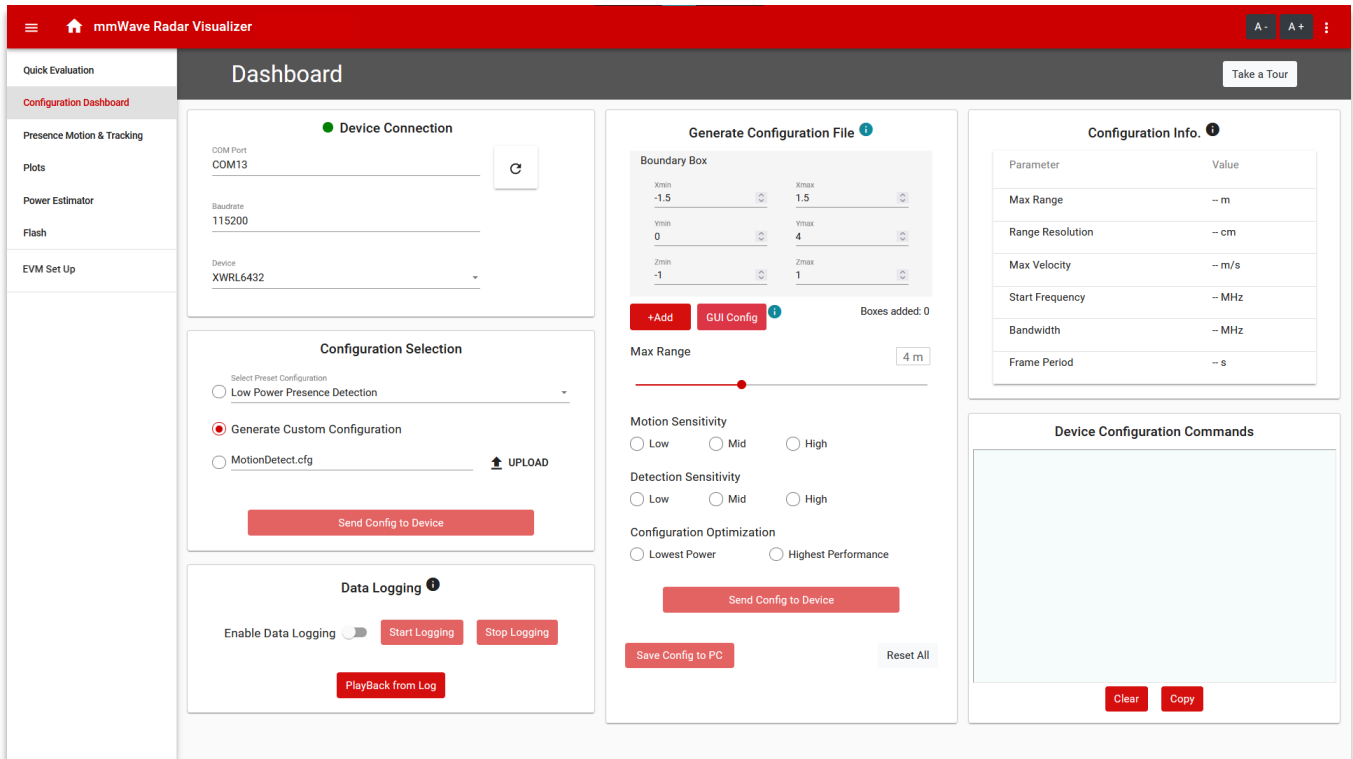 mmWave Radar Visualizer
A -
A +
Quick Evaluation
Configuration Dashboard
Presence Motion & Tracking
Plots
Power Estimator
Flash
EVM Set Up
Dashboard
Take a Tour
Device Connection
COM Port
COM13
Baudrate
115200
Device
XWRL6432
Configuration Selection
Select Preset Configuration
Low Power Presence Detection
Generate Custom Configuration
MotionDetect.cfg
UPLOAD
Send Config to Device
Data Logging
Enable Data Logging
Start Logging
Stop Logging
PlayBack from Log
Generate Configuration File
Boundary Box
Xmin
-1.5
Xmax
1.5
Ymin
0
Ymax
4
Zmin
-1
Zmax
1
+Add
GUI Config
Boxes added: 0
Max Range
4 m
Motion Sensitivity
Low Mid High
Detection Sensitivity
Low Mid High
Configuration Optimization
Lowest Power Highest Performance
Send Config to Device
Save Config to PC
Reset All
Configuration Info.
Parameter Value
Max Range -- m
Range Resolution -- cm
Max Velocity -- m/s
Start Frequency -- MHz
Bandwidth -- MHz
Frame Period -- s
Device Configuration Commands
Clear
Copy